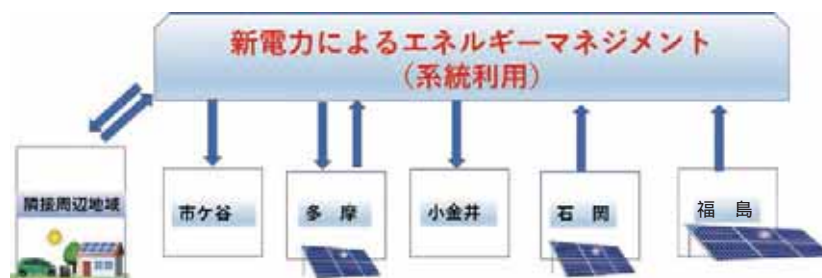 新電力によるエネルギーマネジメント
（系統利用）
隣接周辺地域
市ケ谷
多　摩
小金井
石　岡
福　島